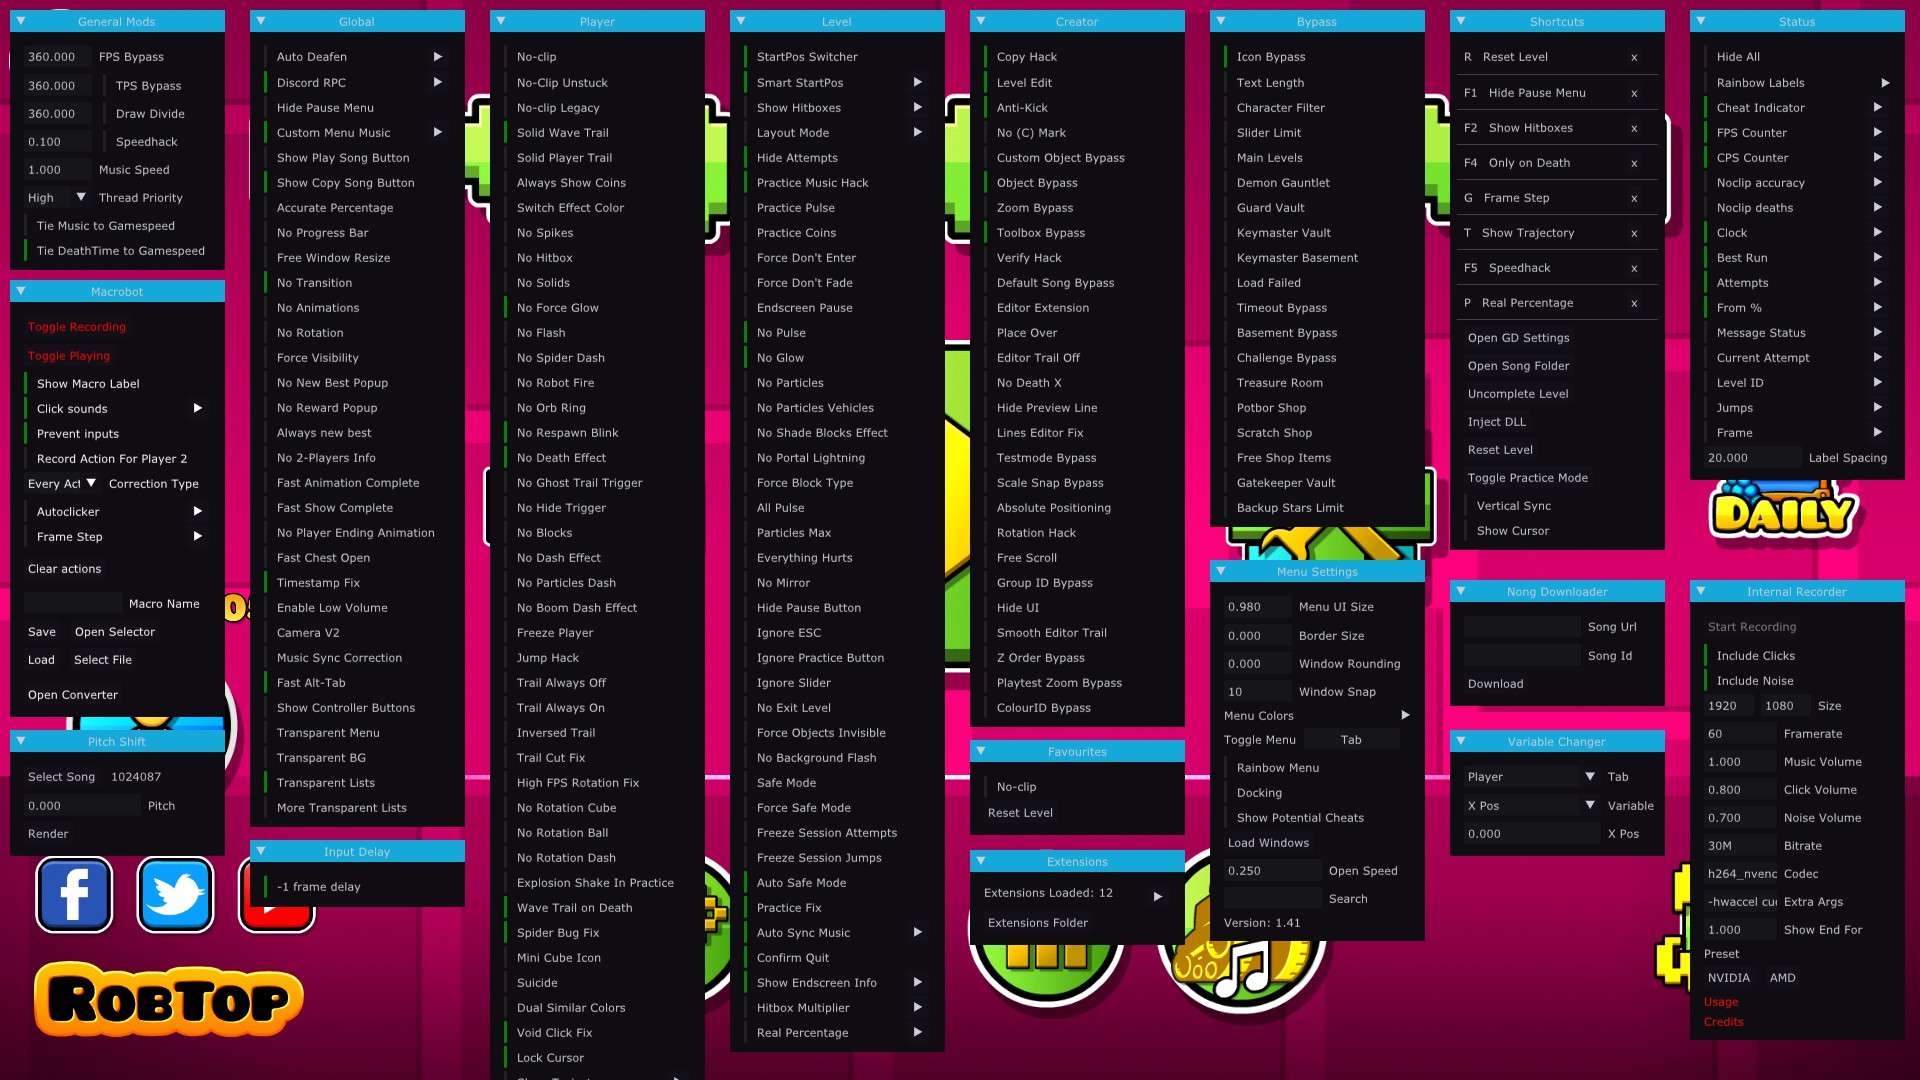 General Mods
360.000 FPS Bypass
360.000 TPS Bypass
360.000 Draw Divide
0.100 Speedhack
1.000 Music Speed
High Thread Priority
Tie Music to Gamespeed
Tie DeathTime to Gamespeed
Macrobot
Toggle Recording
Toggle Playing
Show Macro Label
Click sounds
Prevent inputs
Record Action For Player 2
Every Act Correction Type
Autoclicker
Frame Step
Clear actions
Macro Name
Save Open Selector
Load Select File
Open Converter
Pitch Shift
Select Song 1024087
0.000 Pitch
Render
ROBTOP
Global
Auto Deafen
Discord RPC
Hide Pause Menu
Custom Menu Music
Show Play Song Button
Show Copy Song Button
Accurate Percentage
No Progress Bar
Free Window Resize
No Transition
No Animations
No Rotation
Force Visibility
No New Best Popup
No Reward Popup
Always new best
No 2-Players Info
Fast Animation Complete
Fast Show Complete
No Player Ending Animation
Fast Chest Open
Timestamp Fix
Enable Low Volume
Camera V2
Music Sync Correction
Fast Alt-Tab
Show Controller Buttons
Transparent Menu
Transparent BG
Transparent Lists
More Transparent Lists
Input Delay
-1 frame delay
Player
No-clip
No-Clip Unstuck
No-clip Legacy
Solid Wave Trail
Solid Player Trail
Always Show Coins
Switch Effect Color
No Spikes
No Hitbox
No Solids
No Force Glow
No Flash
No Spider Dash
No Robot Fire
No Orb Ring
No Respawn Blink
No Death Effect
No Ghost Trail Trigger
No Hide Trigger
No Blocks
No Dash Effect
No Particles Dash
No Boom Dash Effect
Freeze Player
Jump Hack
Trail Always Off
Trail Always On
Inversed Trail
Trail Cut Fix
High FPS Rotation Fix
No Rotation Cube
No Rotation Ball
No Rotation Dash
Explosion Shake In Practice
Wave Trail on Death
Spider Bug Fix
Mini Cube Icon
Suicide
Dual Similar Colors
Void Click Fix
Lock Cursor
Level
StartPos Switcher
Smart StartPos
Show Hitboxes
Layout Mode
Hide Attempts
Practice Music Hack
Practice Pulse
Practice Coins
Force Don't Enter
Force Don't Fade
Endscreen Pause
No Pulse
No Glow
No Particles
No Particles Vehicles
No Shade Blocks Effect
No Portal Lightning
Force Block Type
All Pulse
Particles Max
Everything Hurts
No Mirror
Hide Pause Button
Ignore ESC
Ignore Practice Button
Ignore Slider
No Exit Level
Force Objects Invisible
No Background Flash
Safe Mode
Force Safe Mode
Freeze Session Attempts
Freeze Session Jumps
Auto Safe Mode
Practice Fix
Auto Sync Music
Confirm Quit
Show Endscreen Info
Hitbox Multiplier
Real Percentage
Creator
Copy Hack
Level Edit
Anti-Kick
No (C) Mark
Custom Object Bypass
Object Bypass
Zoom Bypass
Toolbox Bypass
Verify Hack
Default Song Bypass
Editor Extension
Place Over
Editor Trail Off
No Death X
Hide Preview Line
Lines Editor Fix
Testmode Bypass
Scale Snap Bypass
Absolute Positioning
Rotation Hack
Free Scroll
Group ID Bypass
Hide UI
Smooth Editor Trail
Z Order Bypass
Playtest Zoom Bypass
ColourID Bypass
Favourites
No-clip
Reset Level
Extensions
Extensions Loaded: 12
Extensions Folder
Bypass
Icon Bypass
Text Length
Character Filter
Slider Limit
Main Levels
Demon Gauntlet
Guard Vault
Keymaster Vault
Keymaster Basement
Load Failed
Timeout Bypass
Basement Bypass
Challenge Bypass
Treasure Room
Potbor Shop
Scratch Shop
Free Shop Items
Gatekeeper Vault
Backup Stars Limit
Menu Settings
0.980 Menu UI Size
0.000 Border Size
0.000 Window Rounding
10 Window Snap
Menu Colors
Toggle Menu Tab
Rainbow Menu
Docking
Show Potential Cheats
Load Windows
0.250 Open Speed
Search
Version: 1.41
Shortcuts
R Reset Level x
F1 Hide Pause Menu x
F2 Show Hitboxes x
F4 Only on Death x
G Frame Step x
T Show Trajectory x
F5 Speedhack x
P Real Percentage x
Open GD Settings
Open Song Folder
Uncomplete Level
Inject DLL
Reset Level
Toggle Practice Mode
Vertical Sync
Show Cursor
Nong Downloader
Song Url
Song Id
Download
Variable Changer
Player Tab
X Pos Variable
0.000 X Pos
Status
Hide All
Rainbow Labels
Cheat Indicator
FPS Counter
CPS Counter
Noclip accuracy
Noclip deaths
Clock
Best Run
Attempts
From %
Message Status
Current Attempt
Level ID
Jumps
Frame
20.000 Label Spacing
DAILY
Internal Recorder
Start Recording
Include Clicks
Include Noise
1920 1080 Size
60 Framerate
1.000 Music Volume
0.800 Click Volume
0.700 Noise Volume
30M Bitrate
h264_nvenc Codec
-hwaccel cuc Extra Args
1.000 Show End For
Preset
NVIDIA AMD
Usage
Credits